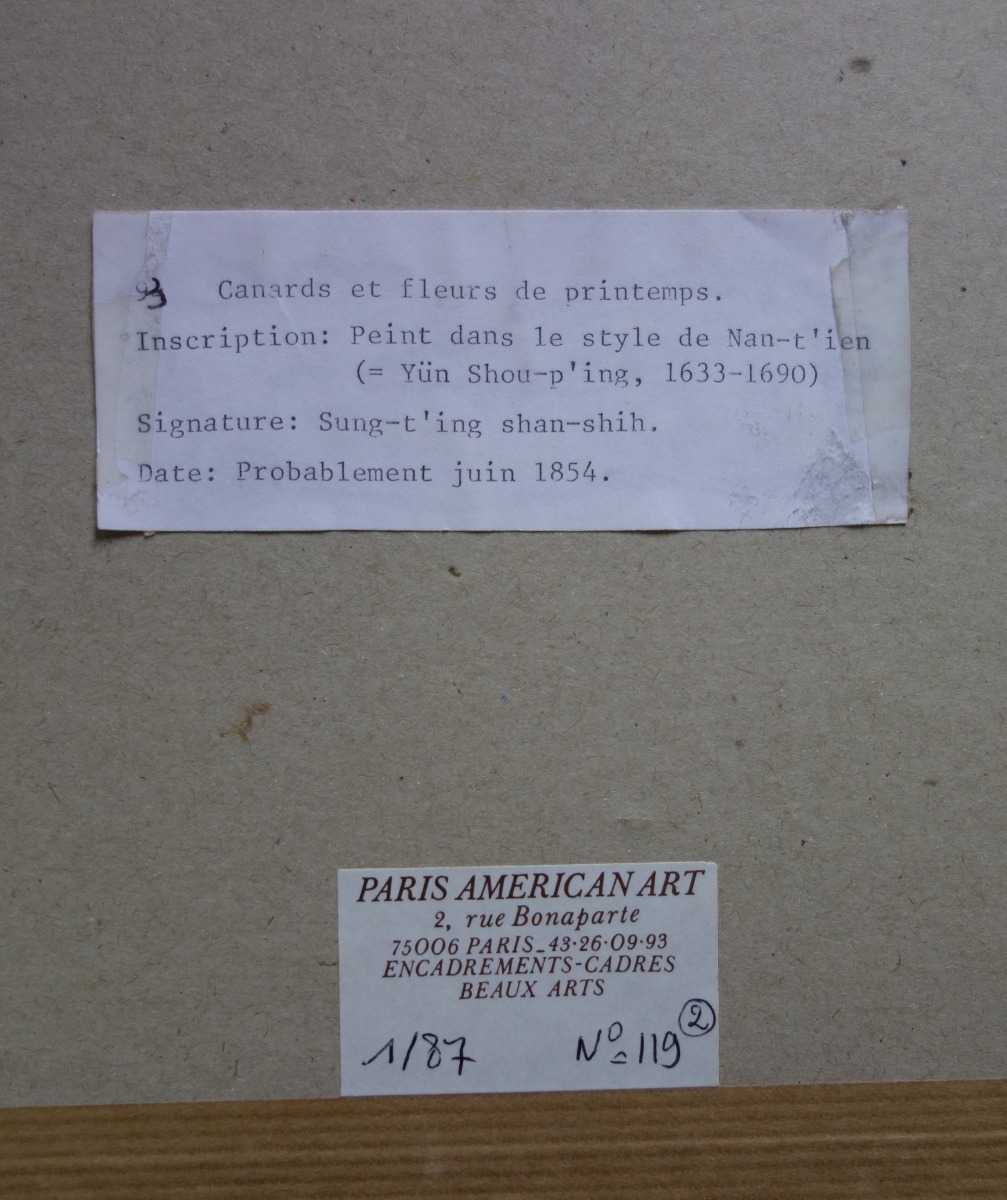 93 Canards et fleurs de printemps.
Inscription: Peint dans le style de Nan-t'ien
(= Yün Shou-p'ing, 1633-1690)
Signature: Sung-t'ing shan-shih.
Date: Probablement juin 1854.
PARIS AMERICAN ART
2, rue Bonaparte
75006 PARIS_43·26·09·93
ENCADREMENTS-CADRES
BEAUX ARTS
1/87 Nº 119 2